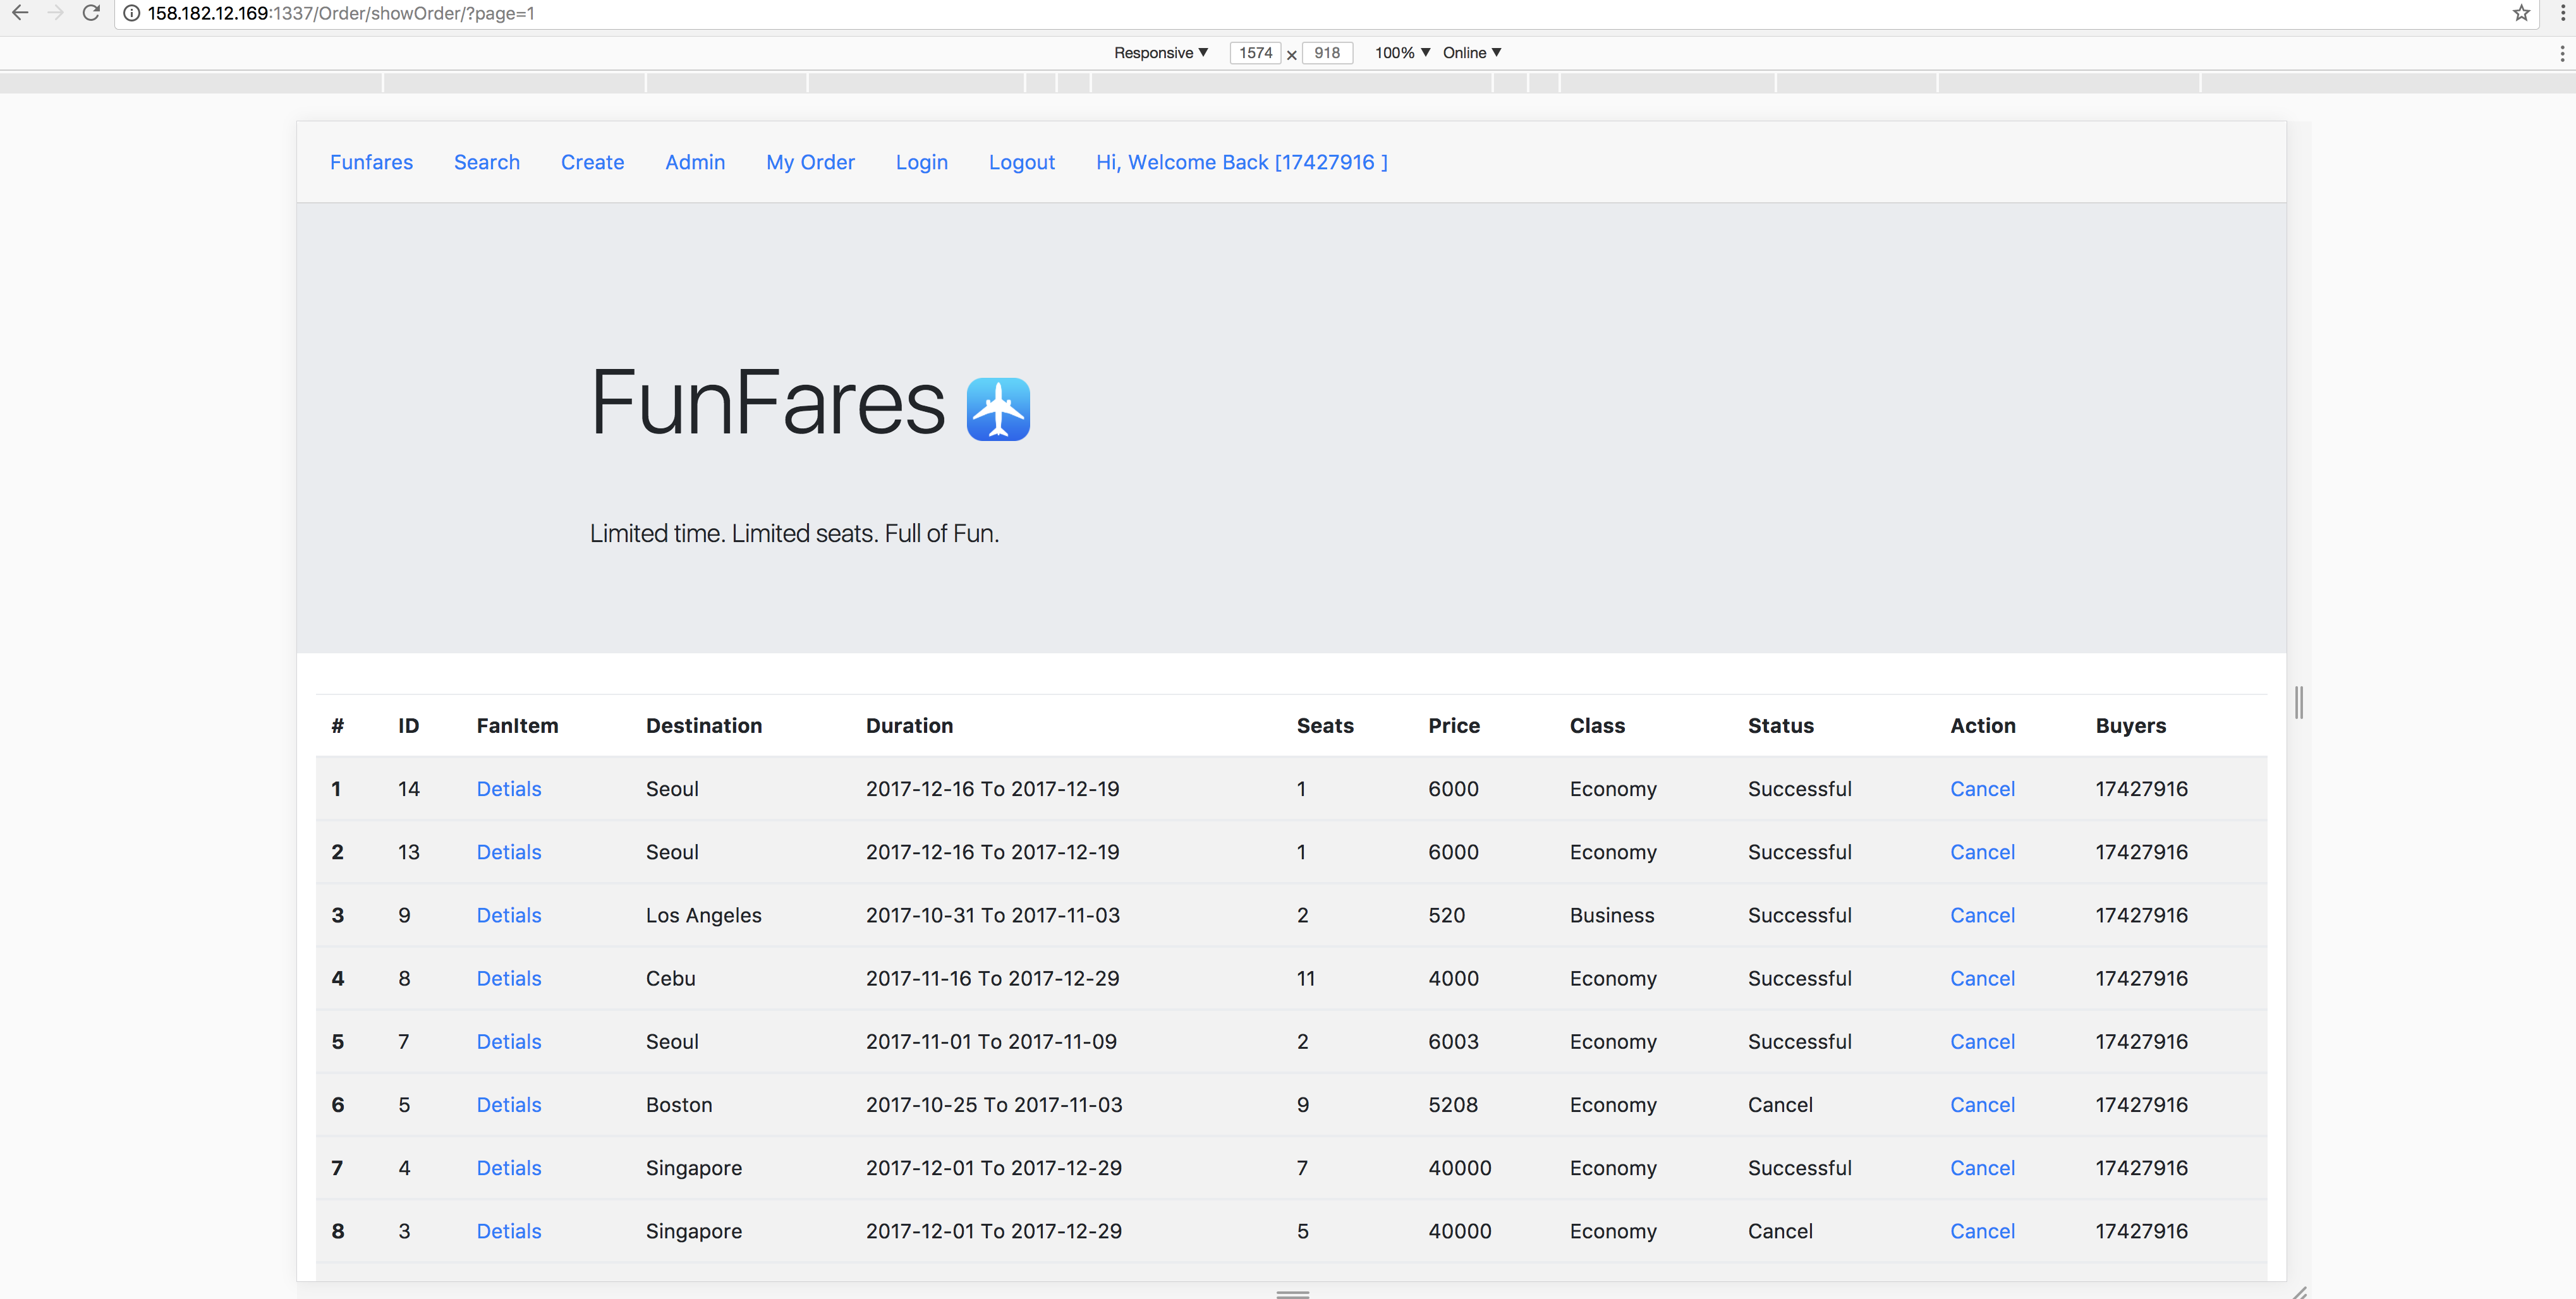 158.182.12.169:1337/Order/showOrder/?page=1
Responsive ▼ 1574 × 918 100% ▼ Online ▼
Funfares Search Create Admin My Order Login Logout Hi, Welcome Back [17427916 ]
FunFares
Limited time. Limited seats. Full of Fun.
# ID FanItem Destination Duration Seats Price Class Status Action Buyers
1 14 Detials Seoul 2017-12-16 To 2017-12-19 1 6000 Economy Successful Cancel 17427916
2 13 Detials Seoul 2017-12-16 To 2017-12-19 1 6000 Economy Successful Cancel 17427916
3 9 Detials Los Angeles 2017-10-31 To 2017-11-03 2 520 Business Successful Cancel 17427916
4 8 Detials Cebu 2017-11-16 To 2017-12-29 11 4000 Economy Successful Cancel 17427916
5 7 Detials Seoul 2017-11-01 To 2017-11-09 2 6003 Economy Successful Cancel 17427916
6 5 Detials Boston 2017-10-25 To 2017-11-03 9 5208 Economy Cancel Cancel 17427916
7 4 Detials Singapore 2017-12-01 To 2017-12-29 7 40000 Economy Successful Cancel 17427916
8 3 Detials Singapore 2017-12-01 To 2017-12-29 5 40000 Economy Cancel Cancel 17427916